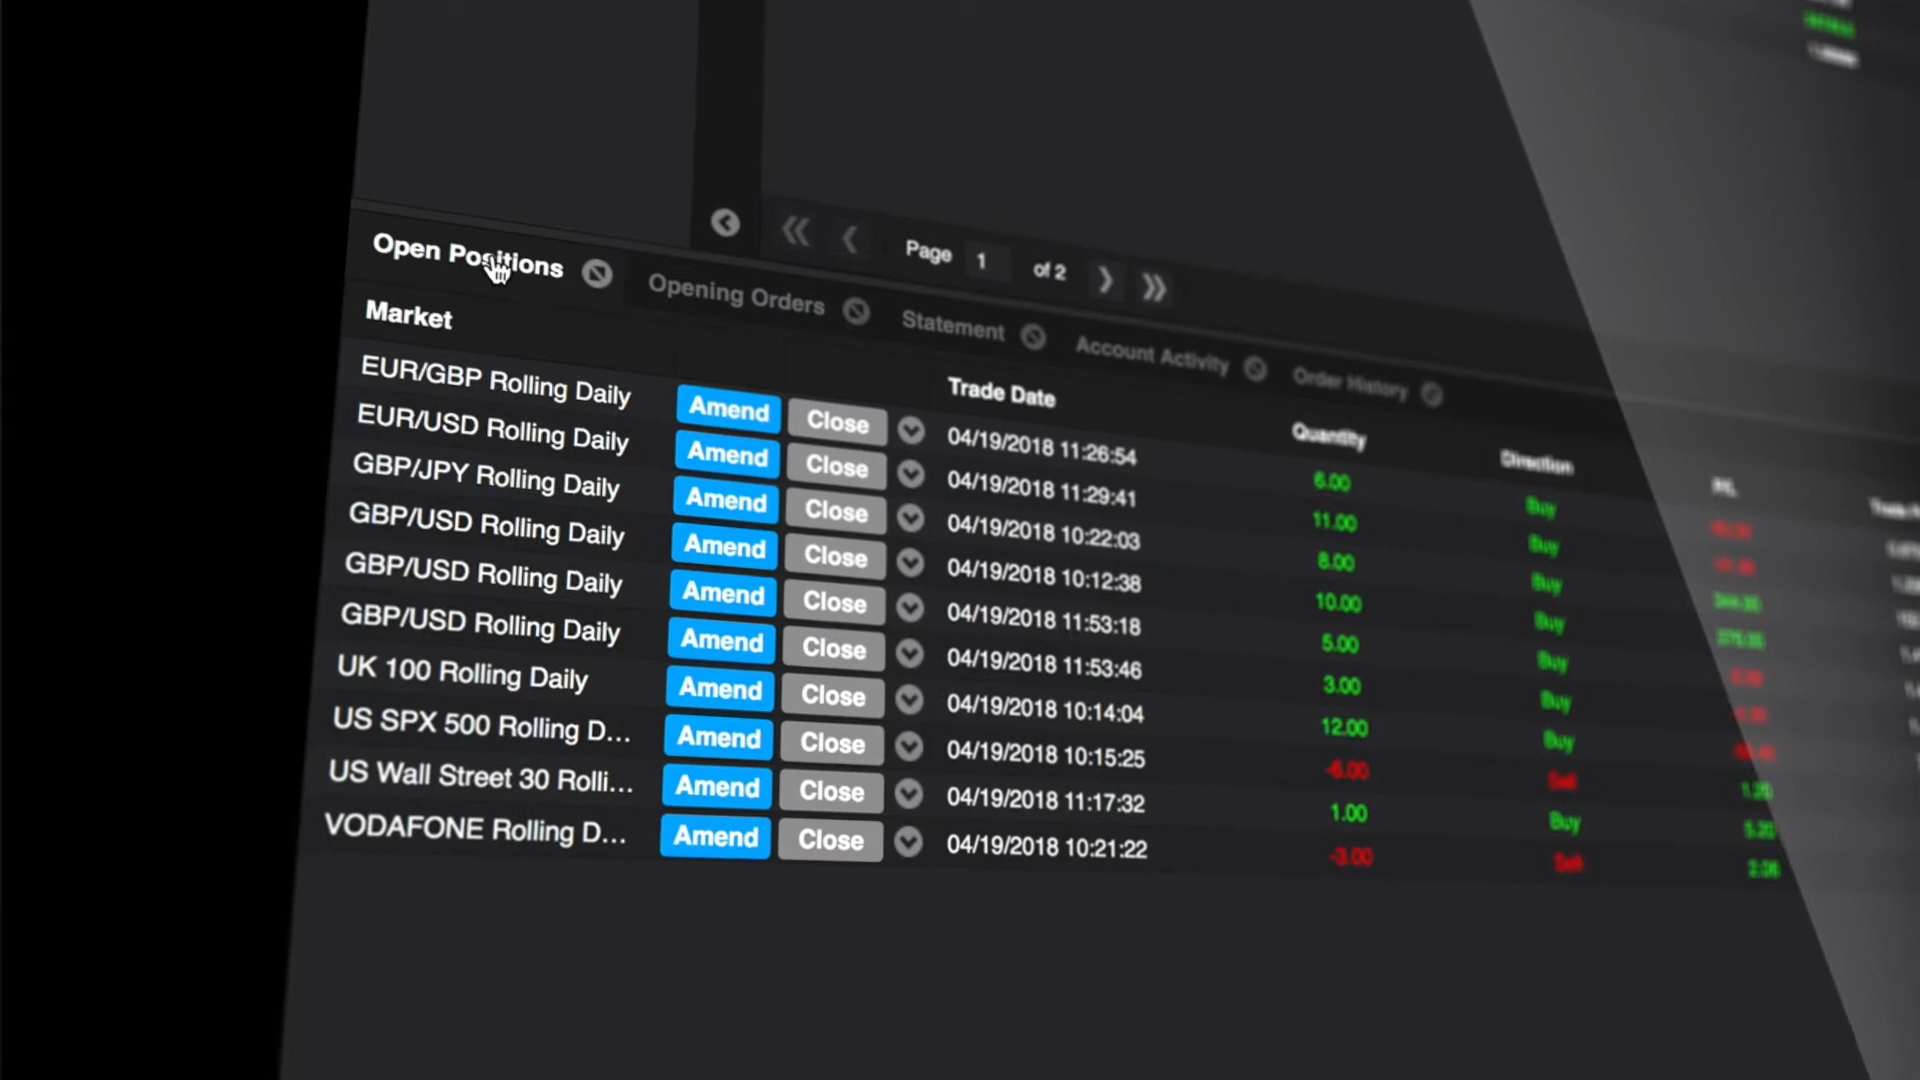 Page 1 of 2
Open Positions Opening Orders Statement Account Activity Order History
Market Trade Date Quantity Direction
EUR/GBP Rolling Daily Amend Close 04/19/2018 11:26:54 6.00 Buy
EUR/USD Rolling Daily Amend Close 04/19/2018 11:29:41 11.00 Buy
GBP/JPY Rolling Daily Amend Close 04/19/2018 10:22:03 8.00 Buy
GBP/USD Rolling Daily Amend Close 04/19/2018 10:12:38 10.00 Buy
GBP/USD Rolling Daily Amend Close 04/19/2018 11:53:18 5.00 Buy
GBP/USD Rolling Daily Amend Close 04/19/2018 11:53:46 3.00 Buy
UK 100 Rolling Daily Amend Close 04/19/2018 10:14:04 12.00 Buy
US SPX 500 Rolling D... Amend Close 04/19/2018 10:15:25 Sell 1.20
US Wall Street 30 Rolli... Amend Close 04/19/2018 11:17:32 1.00 Buy
VODAFONE Rolling D... Amend Close 04/19/2018 10:21:22 -3.00 Sell